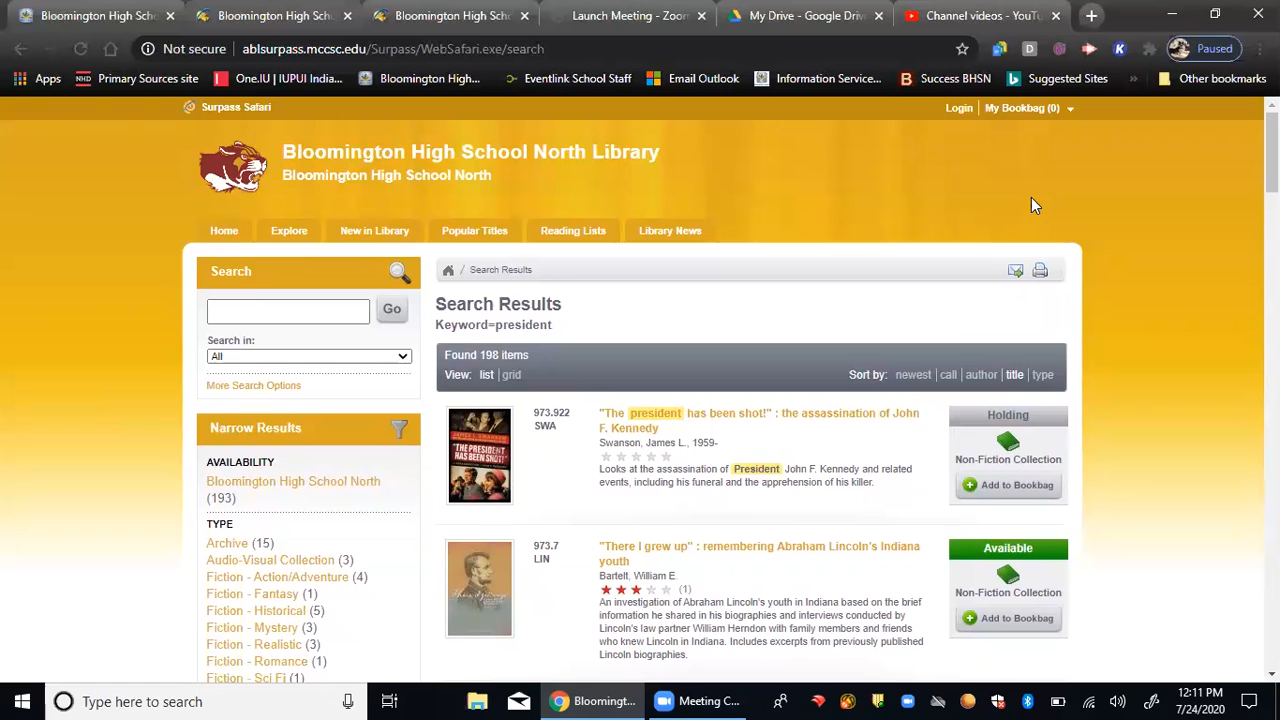 Bloomington High Scho
Bloomington High Scho
Bloomington High Scho
Launch Meeting - Zoom
My Drive - Google Drive
Channel videos - YouTu
Not secure
ablsurpass.mccsc.edu/Surpass/WebSafari.exe/search
Paused
Apps
NHD
Primary Sources site
One.IU | IUPUI India...
Bloomington High...
Eventlink School Staff
Email Outlook
Information Service...
B
Success BHSN
b
Suggested Sites
»
Other bookmarks
Surpass Safari
Login
My Bookbag (0)
Bloomington High School North Library
Bloomington High School North
Home
Explore
New in Library
Popular Titles
Reading Lists
Library News
Search
Go
Search in:
All
More Search Options
Narrow Results
AVAILABILITY
Bloomington High School North
(193)
TYPE
Archive (15)
Audio-Visual Collection (3)
Fiction - Action/Adventure (4)
Fiction - Fantasy (1)
Fiction - Historical (5)
Fiction - Mystery (3)
Fiction - Realistic (3)
Fiction - Romance (1)
Fiction - Sci Fi (1)
/ Search Results
Search Results
Keyword=president
Found 198 items
View: list | grid
Sort by: newest | call | author | title | type
JAMES L. SWANSON
"THE PRESIDENT HAS BEEN SHOT!"
973.922
SWA
"The president has been shot!" : the assassination of John
F. Kennedy
Swanson, James L., 1959-
Looks at the assassination of President John F. Kennedy and related
events, including his funeral and the apprehension of his killer.
Holding
Non-Fiction Collection
Add to Bookbag
973.7
LIN
"There I grew up" : remembering Abraham Lincoln's Indiana
youth
Bartelt, William E.
(1)
An investigation of Abraham Lincoln's youth in Indiana based on the brief
information he shared in his biographies and interviews conducted by
Lincoln's law partner William Herndon with family members and friends
who knew Lincoln in Indiana. Includes excerpts from previously published
Lincoln biographies.
Available
Non-Fiction Collection
Add to Bookbag
Type here to search
Bloomingt...
Meeting C...
12:11 PM
7/24/2020